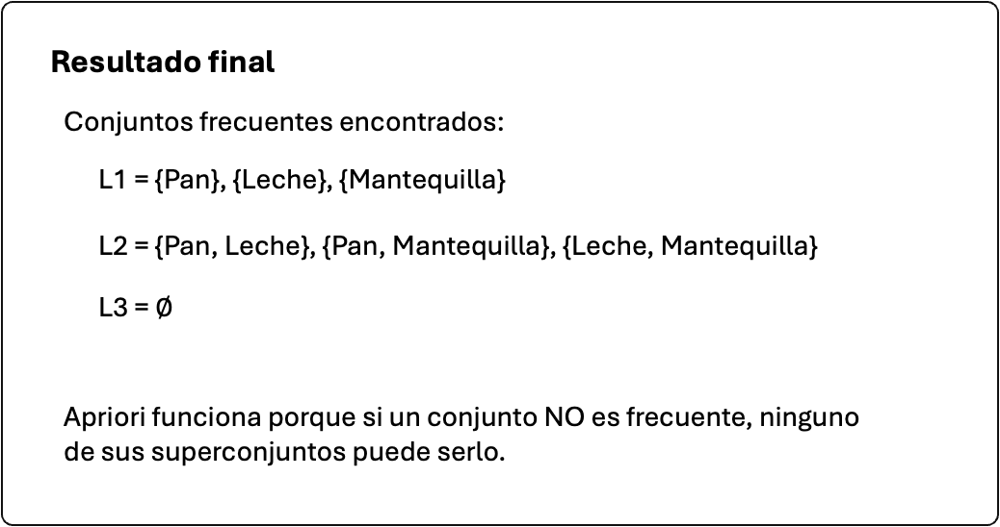 Resultado final
Conjuntos frecuentes encontrados:
L1 = {Pan}, {Leche}, {Mantequilla}
L2 = {Pan, Leche}, {Pan, Mantequilla}, {Leche, Mantequilla}
L3 = Ø
Apriori funciona porque si un conjunto NO es frecuente, ninguno
de sus superconjuntos puede serlo.